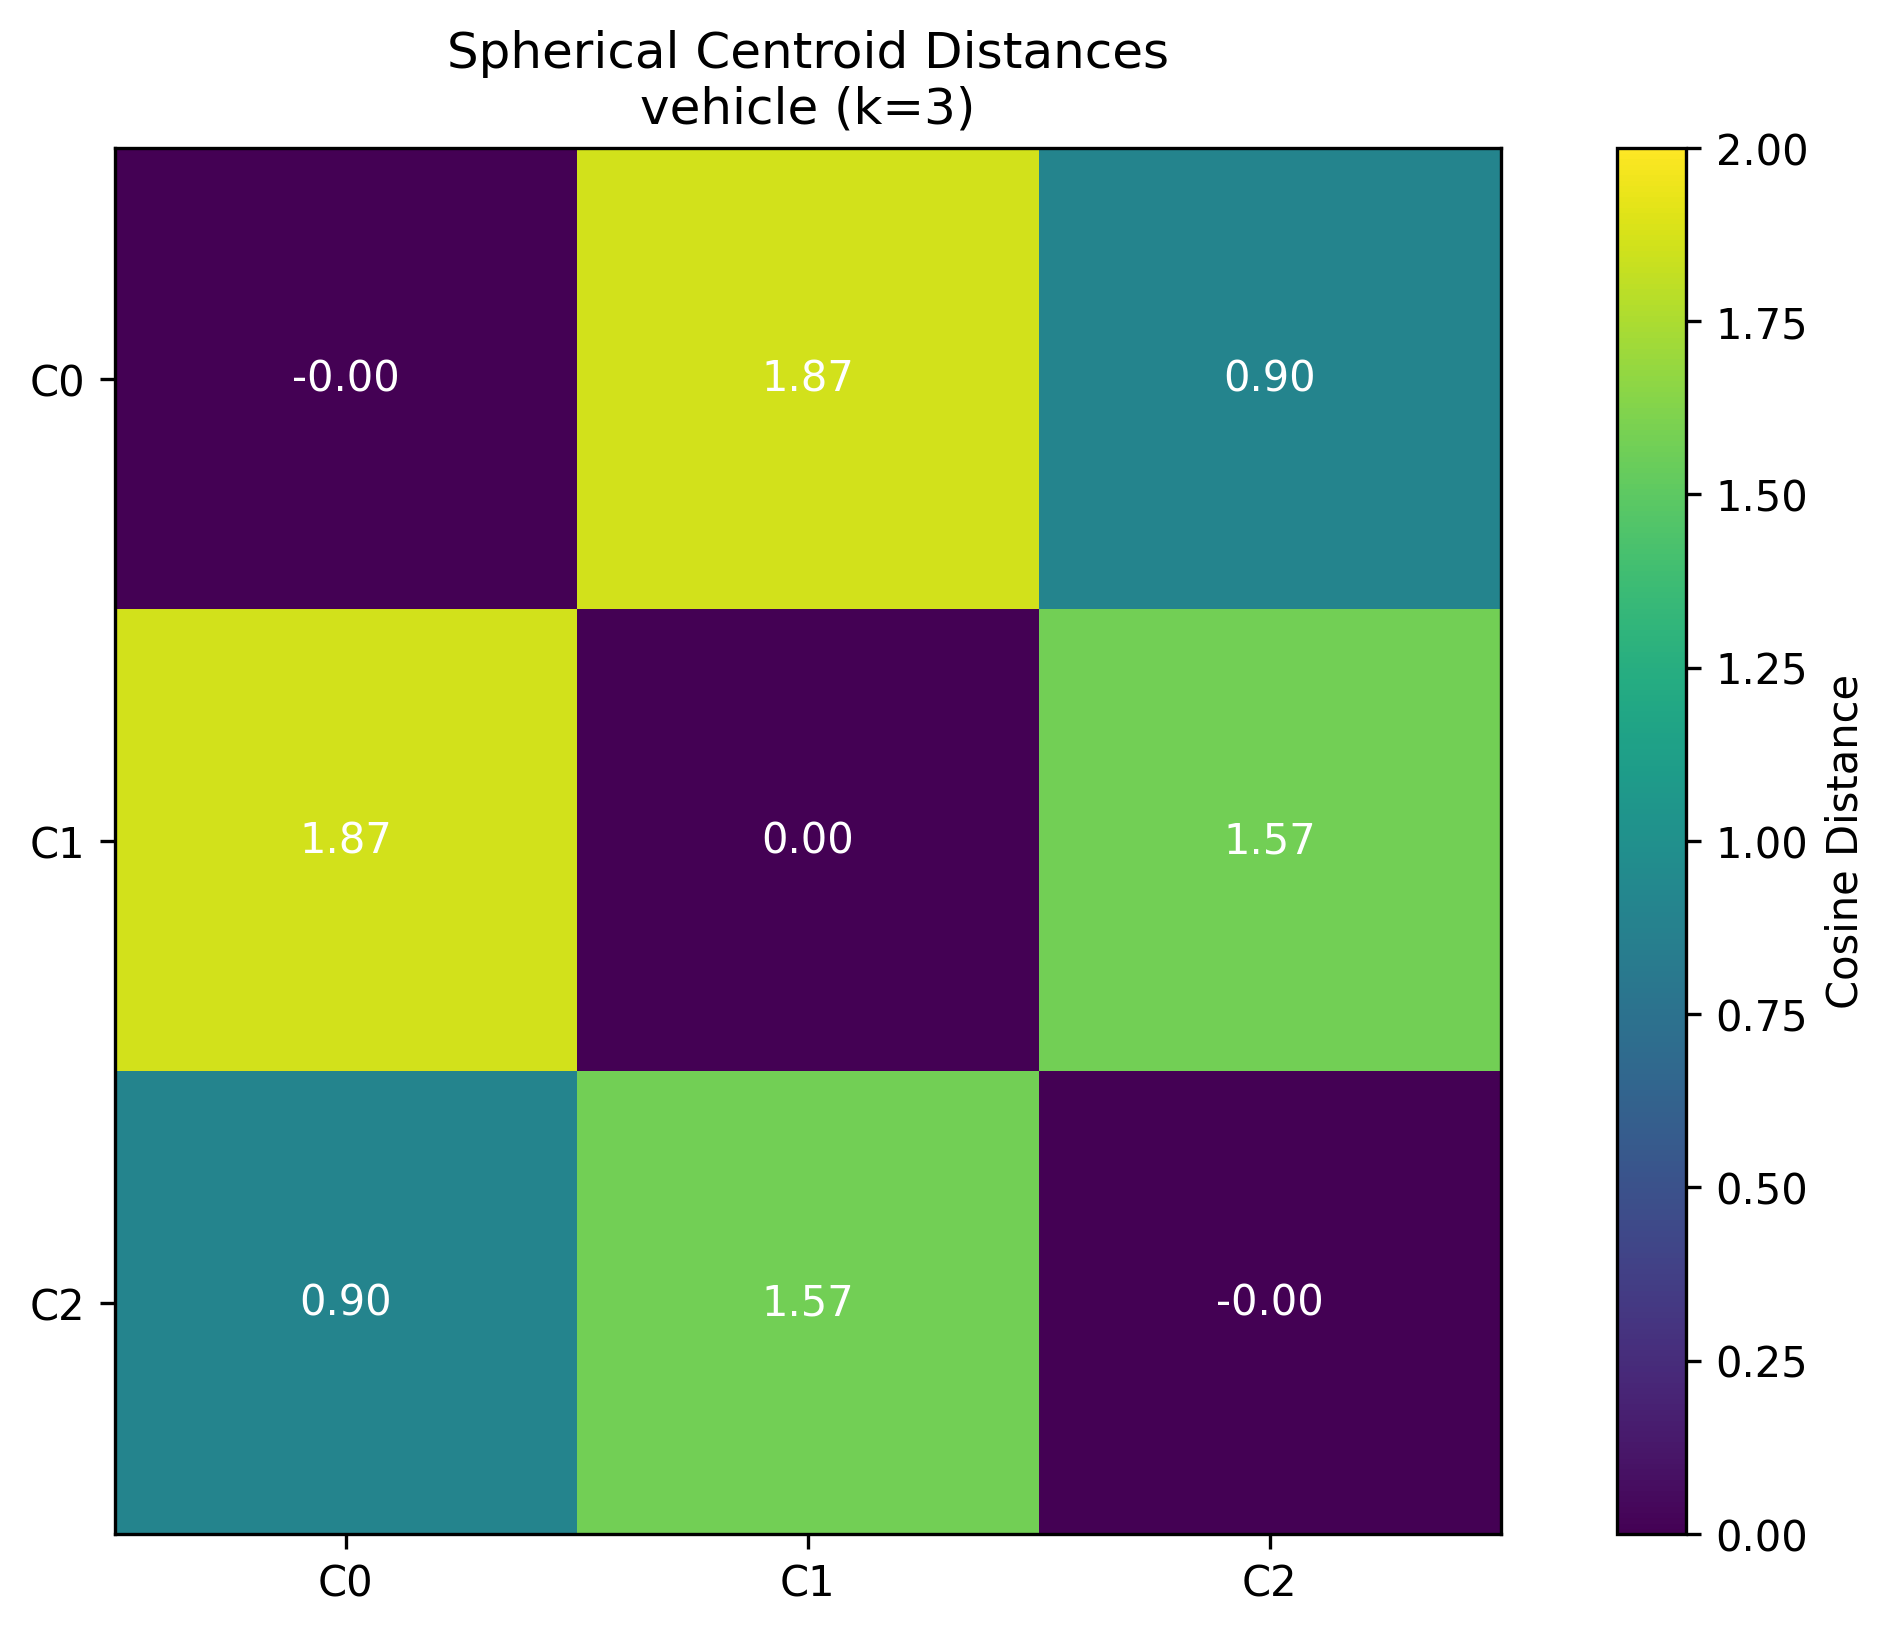 Spherical Centroid Distances
vehicle (k=3)
C0
-0.00
1.87
0.90
C1
1.87
0.00
1.57
C2
0.90
1.57
-0.00
C0
C1
C2
2.00
1.75
1.50
1.25
1.00
0.75
0.50
0.25
0.00
Cosine Distance